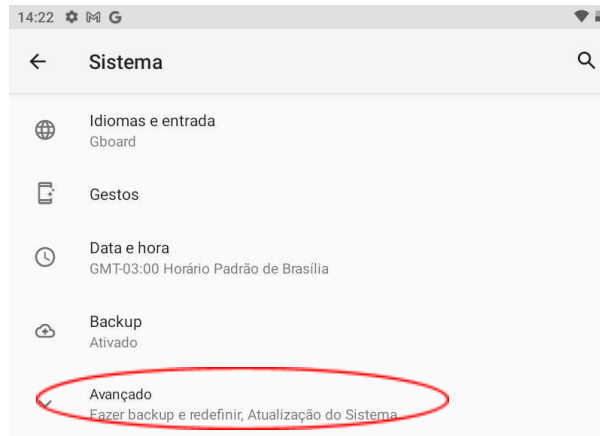 14:22 G
Sistema
Idiomas e entrada
Gboard
Gestos
Data e hora
GMT-03:00 Horário Padrão de Brasília
Backup
Ativado
Avançado
Fazer backup e redefinir, Atualização do Sistema